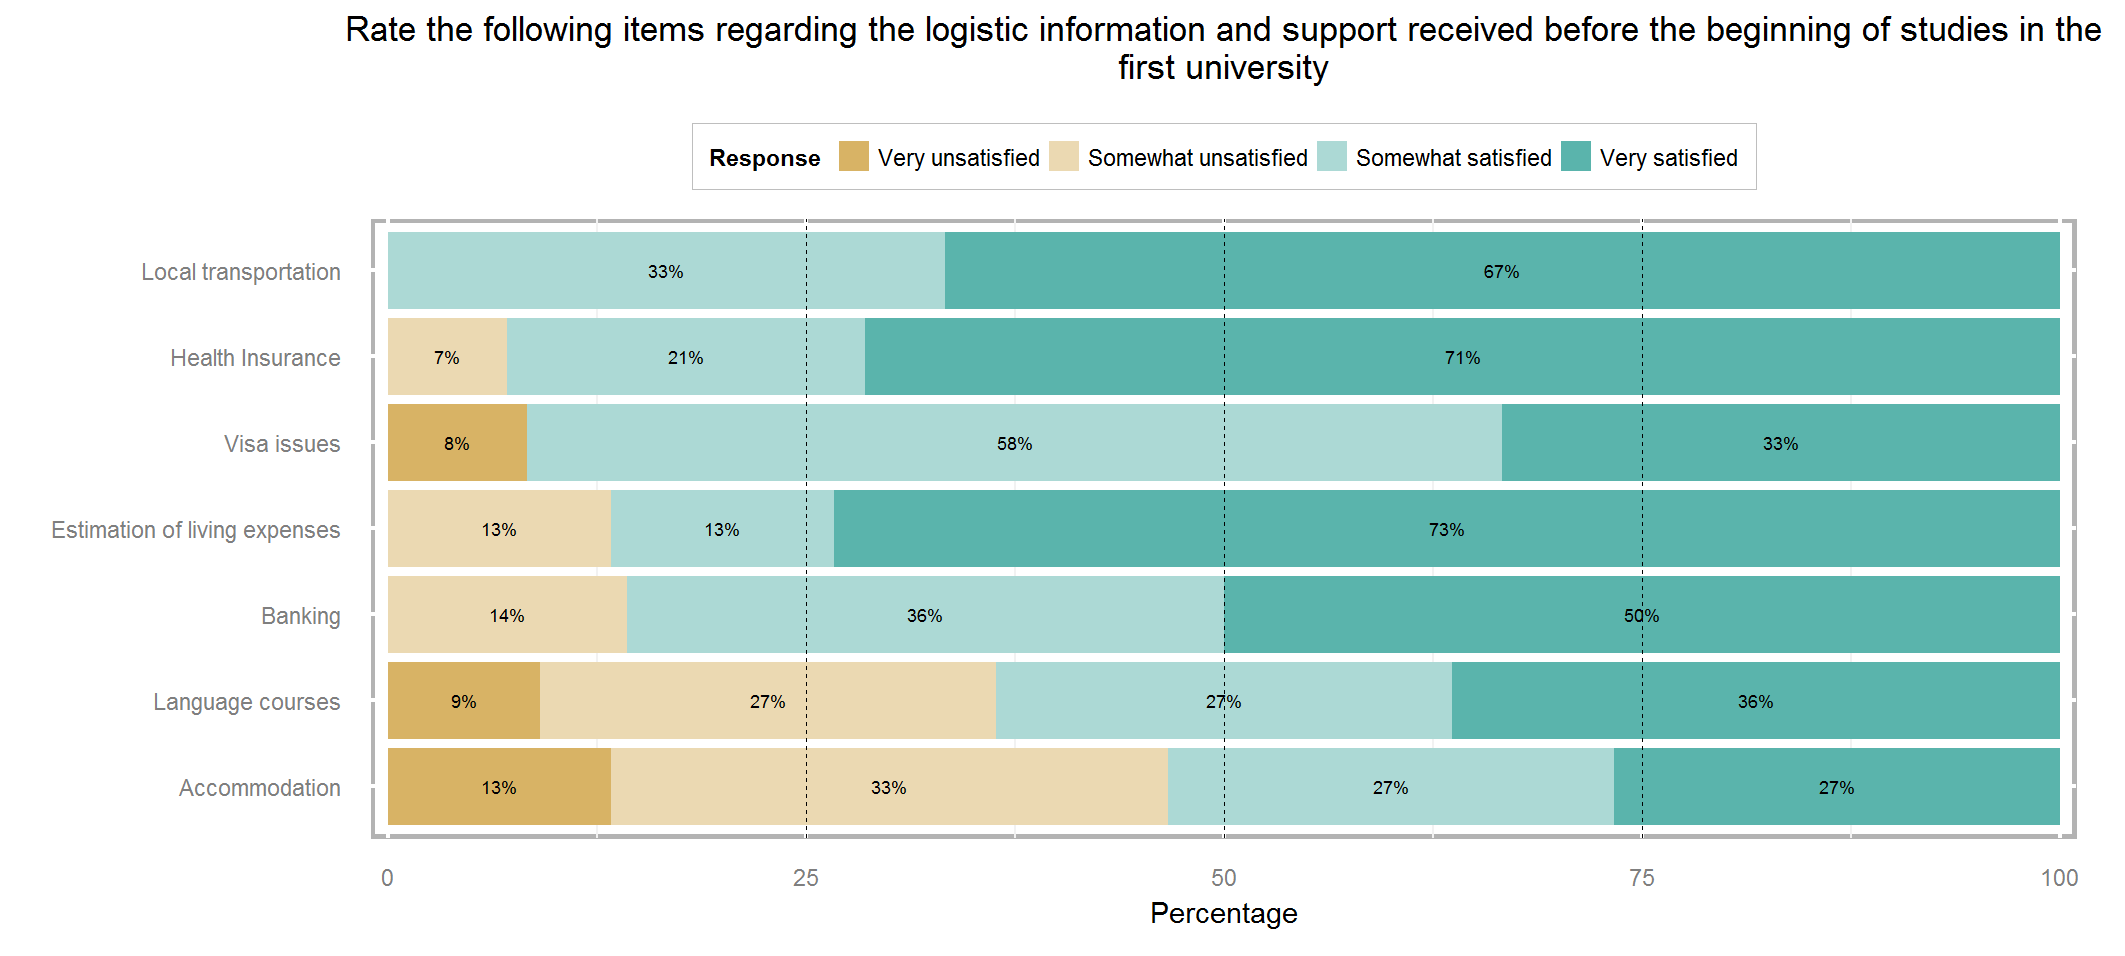 Rate the following items regarding the logistic information and support received before the beginning of studies in the
first university
Response Very unsatisfied Somewhat unsatisfied Somewhat satisfied Very satisfied
Local transportation 33% 67%
Health Insurance 7% 21% 71%
Visa issues 8% 58% 33%
Estimation of living expenses 13% 13% 73%
Banking 14% 36% 50%
Language courses 9% 27% 27% 36%
Accommodation 13% 33% 27% 27%
0 25 50 75 100
Percentage